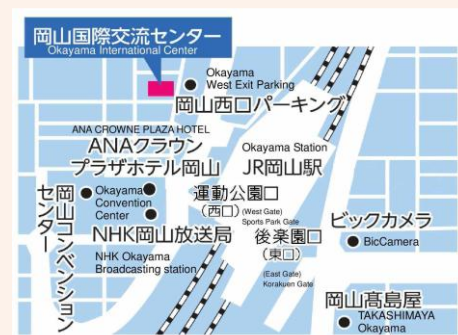 岡山国際交流センター
Okayama International Center
Okayama
West Exit Parking
岡山西口パーキング
ANA CROWNE PLAZA HOTEL
ANAクラウン
プラザホテル岡山
Okayama Station
JR岡山駅
Okayama
Convention
Center
岡山コンベンション
センター
運動公園口
(西口)
(West Gate)
Sports Park Gate
NHK岡山放送局
NHK Okayama
Broadcasting station
後楽園口
(東口)
(East Gate)
Korakuen Gate
ビックカメラ
BicCamera
岡山髙島屋
TAKASHIMAYA
Okayama